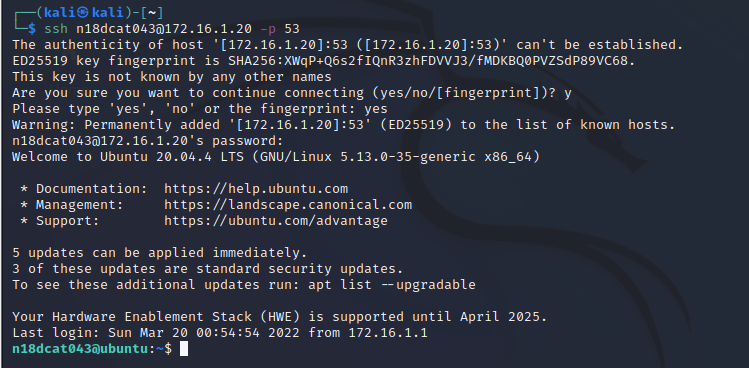 ┌──(kali㉿kali)-[~]
└─$ ssh n18dcat043@172.16.1.20 -p 53
The authenticity of host '[172.16.1.20]:53 ([172.16.1.20]:53)' can't be established.
ED25519 key fingerprint is SHA256:XWqP+Q6s2fIQnR3zhFDVVJ3/fMDKBQ0PVZSdP89VC68.
This key is not known by any other names
Are you sure you want to continue connecting (yes/no/[fingerprint])? y
Please type 'yes', 'no' or the fingerprint: yes
Warning: Permanently added '[172.16.1.20]:53' (ED25519) to the list of known hosts.
n18dcat043@172.16.1.20's password:
Welcome to Ubuntu 20.04.4 LTS (GNU/Linux 5.13.0-35-generic x86_64)
* Documentation: https://help.ubuntu.com
* Management: https://landscape.canonical.com
* Support: https://ubuntu.com/advantage
5 updates can be applied immediately.
3 of these updates are standard security updates.
To see these additional updates run: apt list --upgradable
Your Hardware Enablement Stack (HWE) is supported until April 2025.
Last login: Sun Mar 20 00:54:54 2022 from 172.16.1.1
n18dcat043@ubuntu:~$